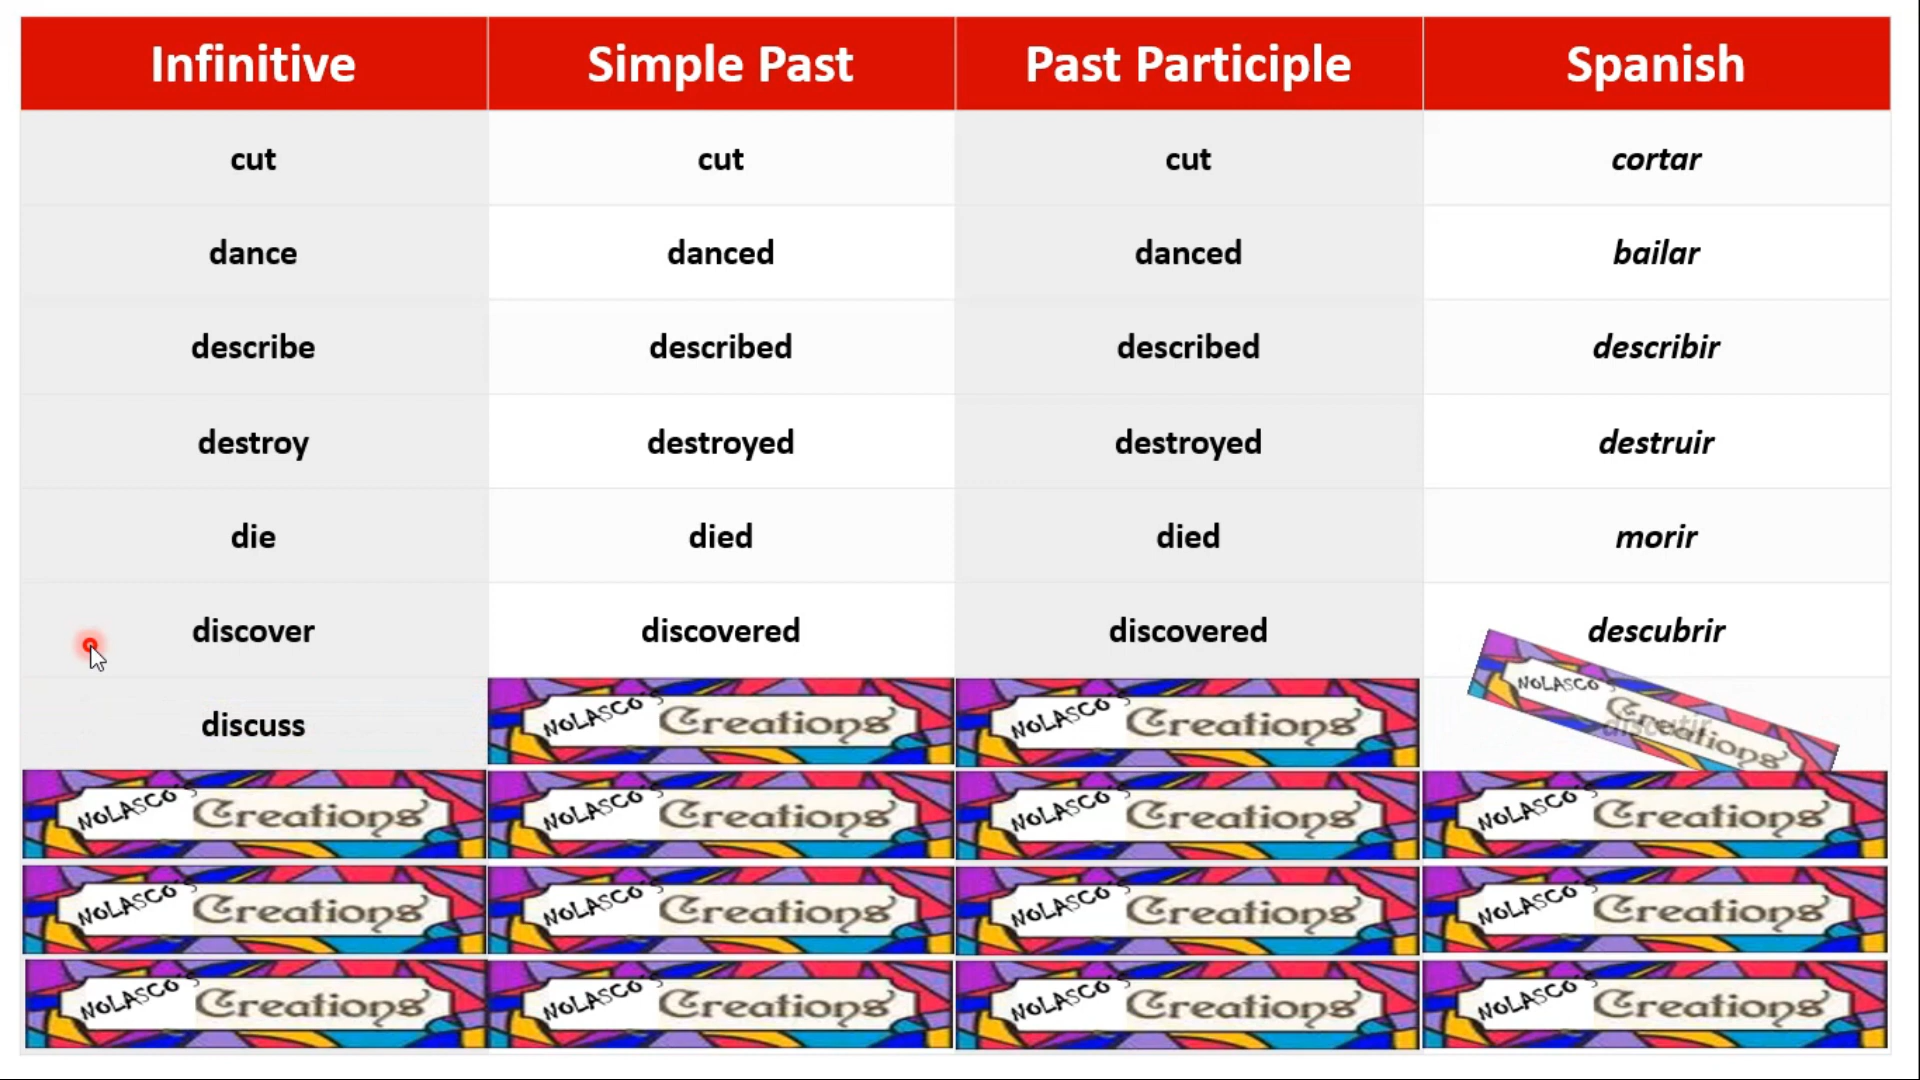 Infinitive Simple Past Past Participle Spanish
cut cut cut cortar
dance danced danced bailar
describe described described describir
destroy destroyed destroyed destruir
die died died morir
discover discovered discovered descubrir
discuss NOLASCO'S Creations NOLASCO'S Creations NOLASCO'S Creations discutir
NOLASCO'S Creations NOLASCO'S Creations NOLASCO'S Creations NOLASCO'S Creations
NOLASCO'S Creations NOLASCO'S Creations NOLASCO'S Creations NOLASCO'S Creations
NOLASCO'S Creations NOLASCO'S Creations NOLASCO'S Creations NOLASCO'S Creations